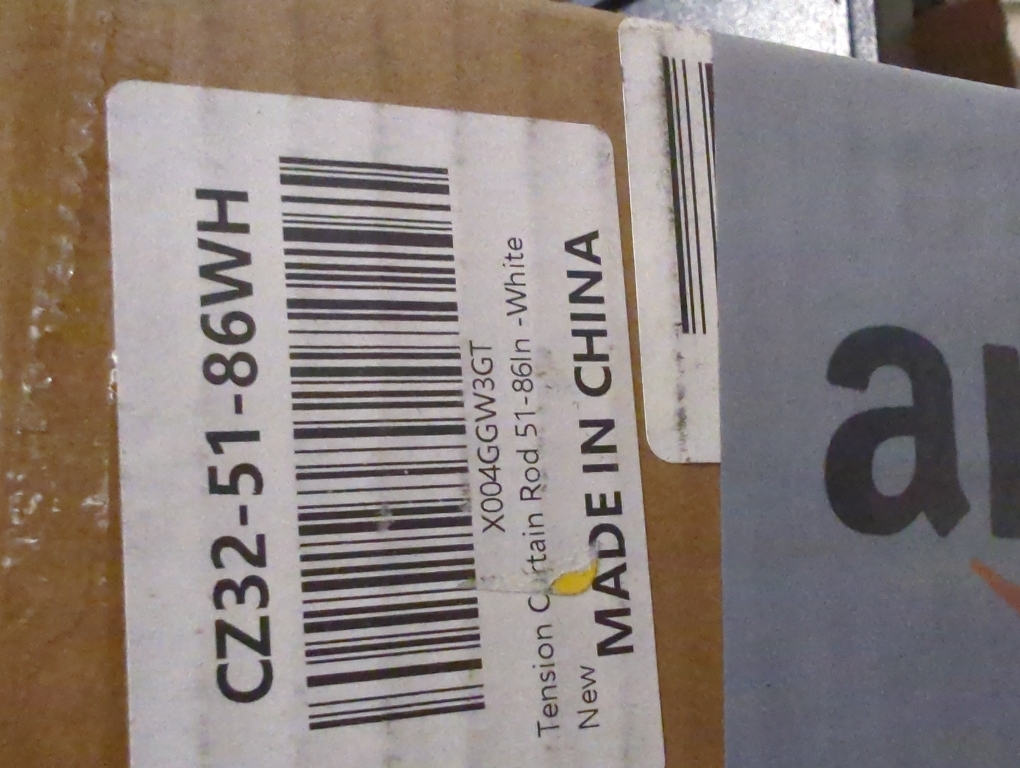 CZ32-51-86WH
X004GGW3GT
Tension Curtain Rod 51-86In -White
New
MADE IN CHINA
a